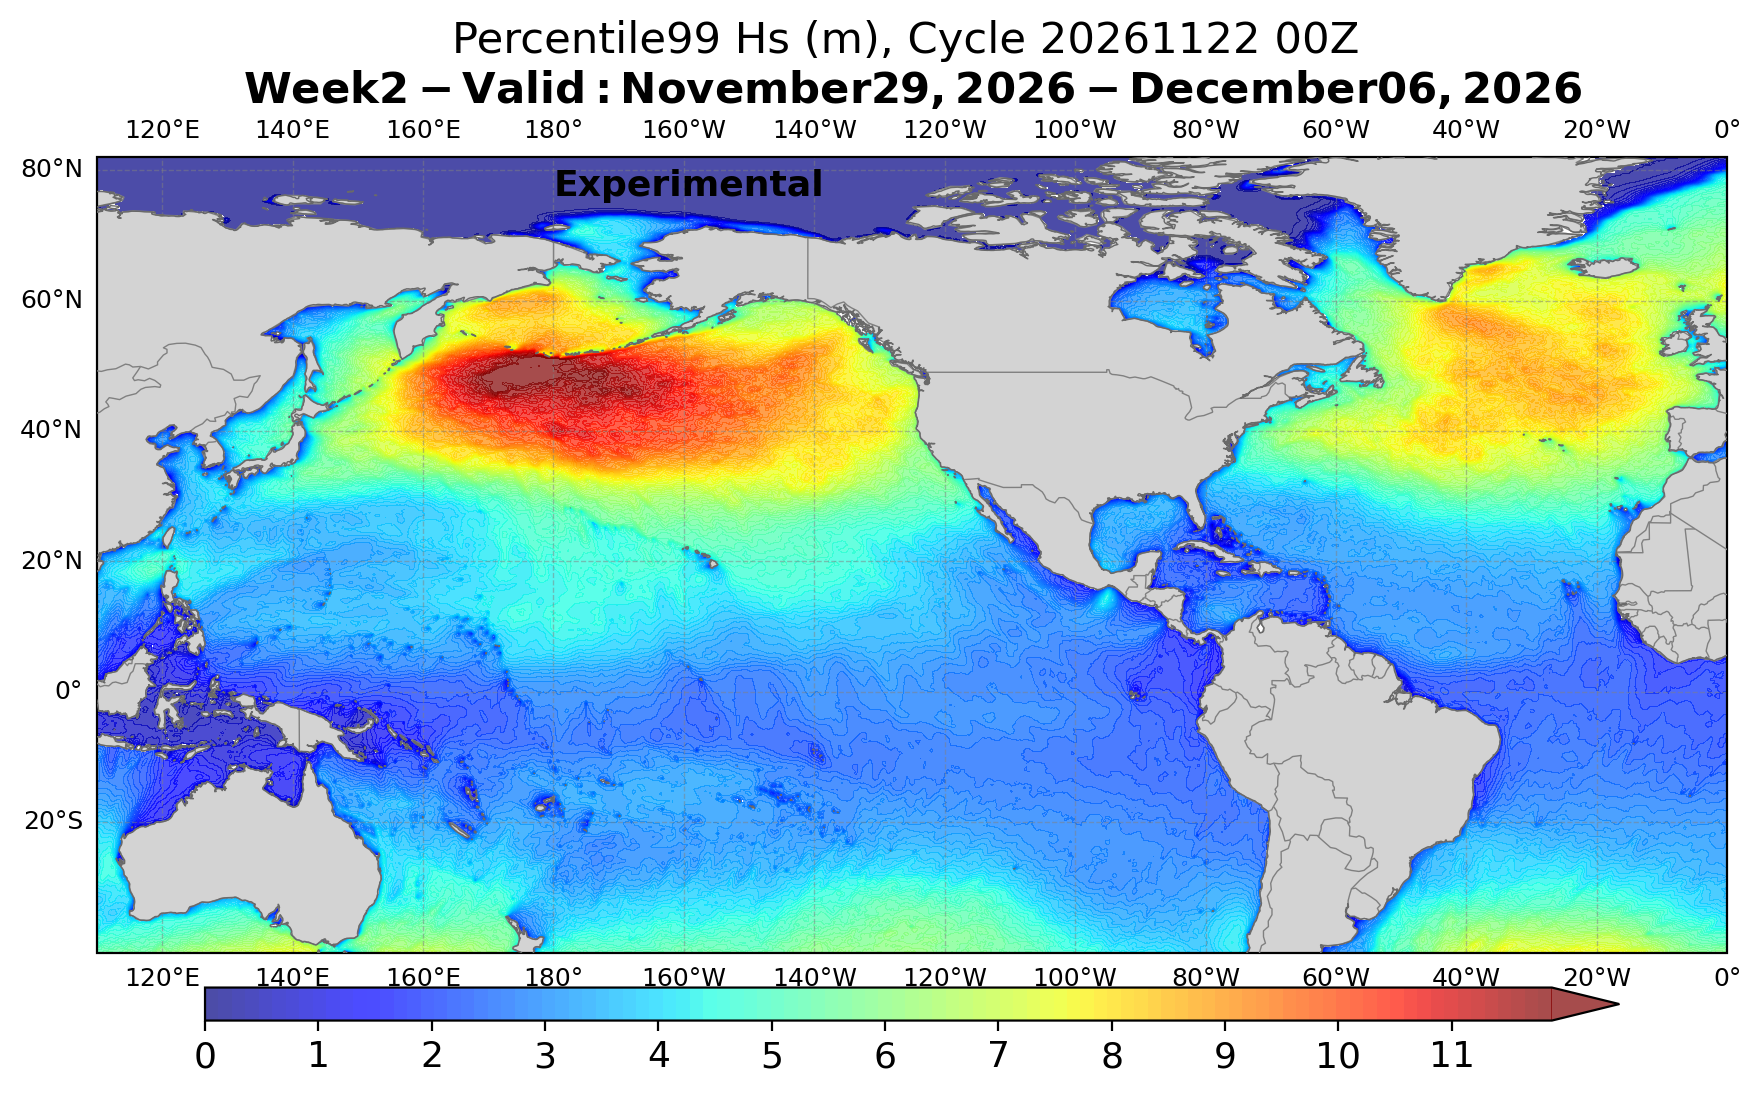 Percentile99 Hs (m), Cycle 20261122 00Z
Week2 − Valid : November29, 2026 − December06, 2026
120°E 140°E 160°E 180° 160°W 140°W 120°W 100°W 80°W 60°W 40°W 20°W 0°
80°N
Experimental
60°N
40°N
20°N
0°
20°S
120°E 140°E 160°E 180° 160°W 140°W 120°W 100°W 80°W 60°W 40°W 20°W 0°
0 1 2 3 4 5 6 7 8 9 10 11